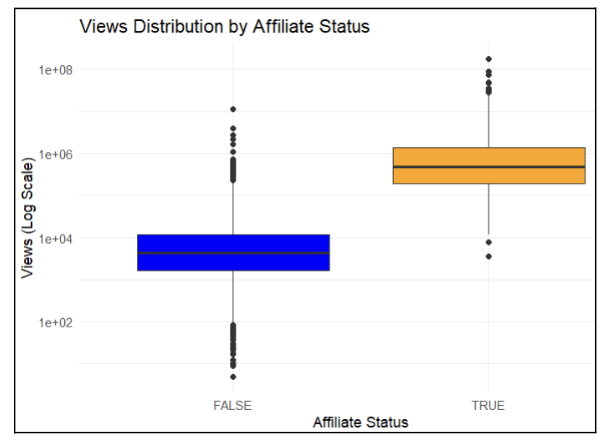 Views Distribution by Affiliate Status
1e+08
1e+06
1e+04
1e+02
Views (Log Scale)
FALSE
TRUE
Affiliate Status